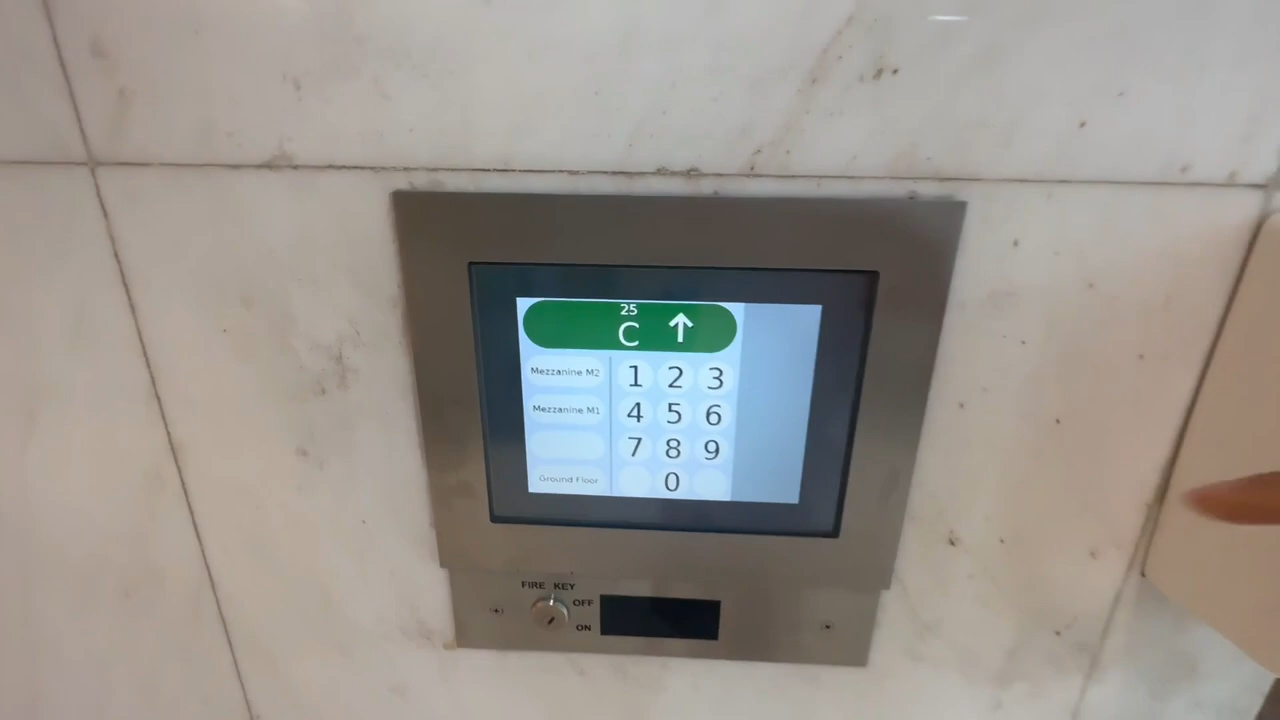 25
C ↑
Mezzanine M2
1 2 3
Mezzanine M1
4 5 6
7 8 9
Ground Floor
0
FIRE KEY
OFF
ON